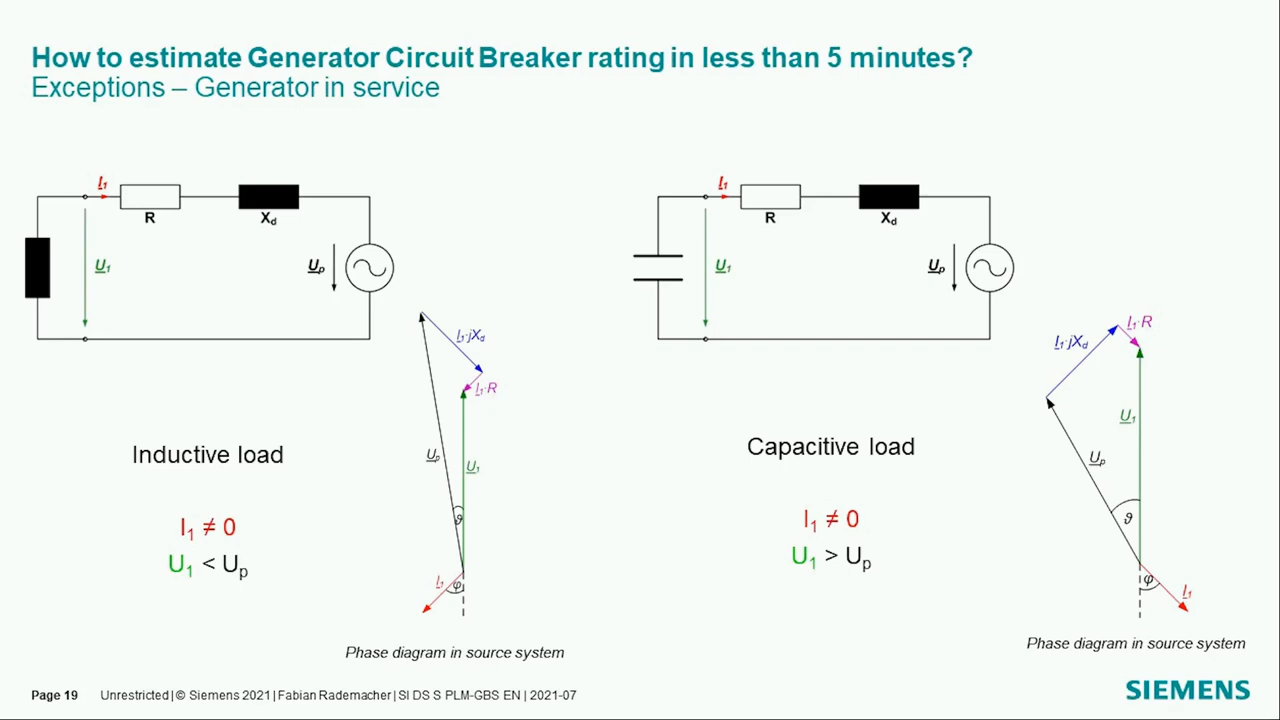 How to estimate Generator Circuit Breaker rating in less than 5 minutes?
Exceptions – Generator in service
I1
R
Xd
U1
Up
I1·jXd
I1·R
Up
U1
ϑ
I1
φ
Inductive load
I1 ≠ 0
U1 < Up
Phase diagram in source system
I1
R
Xd
U1
Up
I1·R
I1·jXd
U1
Up
ϑ
φ
I1
Capacitive load
I1 ≠ 0
U1 > Up
Phase diagram in source system
Page 19 Unrestricted | © Siemens 2021 | Fabian Rademacher | SI DS S PLM-GBS EN | 2021-07
SIEMENS